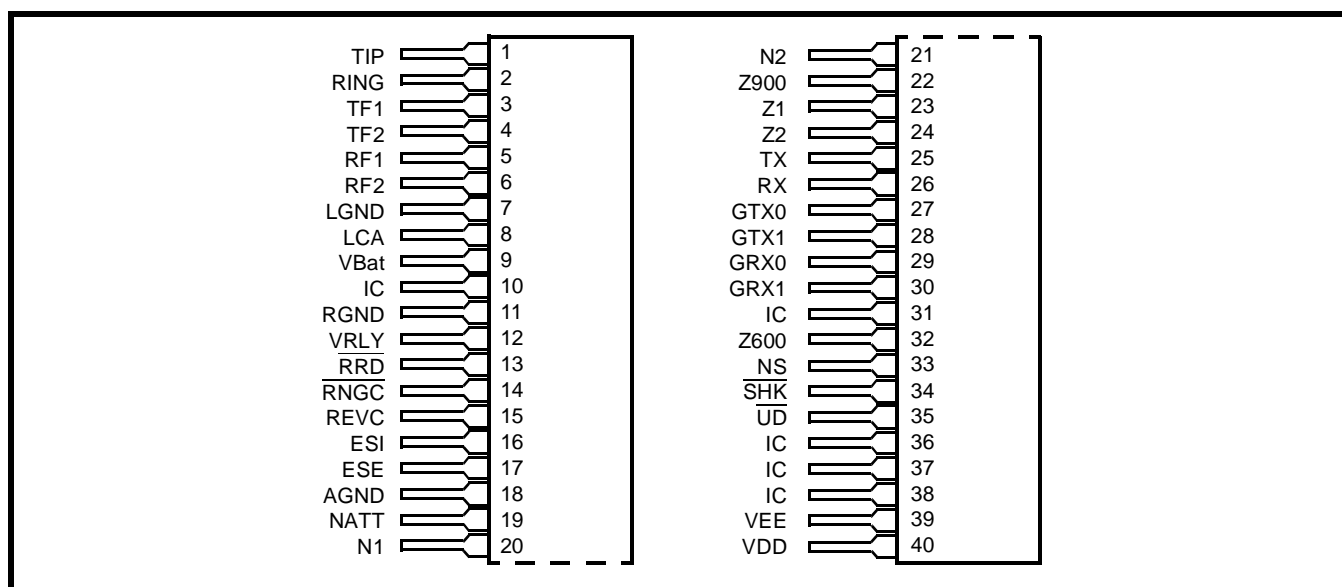 TIP 1
RING 2
TF1 3
TF2 4
RF1 5
RF2 6
LGND 7
LCA 8
VBat 9
IC 10
RGND 11
VRLY 12
R̅R̅D̅ 13
R̅N̅G̅C̅ 14
REVC 15
ESI 16
ESE 17
AGND 18
NATT 19
N1 20
N2 21
Z900 22
Z1 23
Z2 24
TX 25
RX 26
GTX0 27
GTX1 28
GRX0 29
GRX1 30
IC 31
Z600 32
NS 33
S̅H̅K̅ 34
U̅D̅ 35
IC 36
IC 37
IC 38
VEE 39
VDD 40